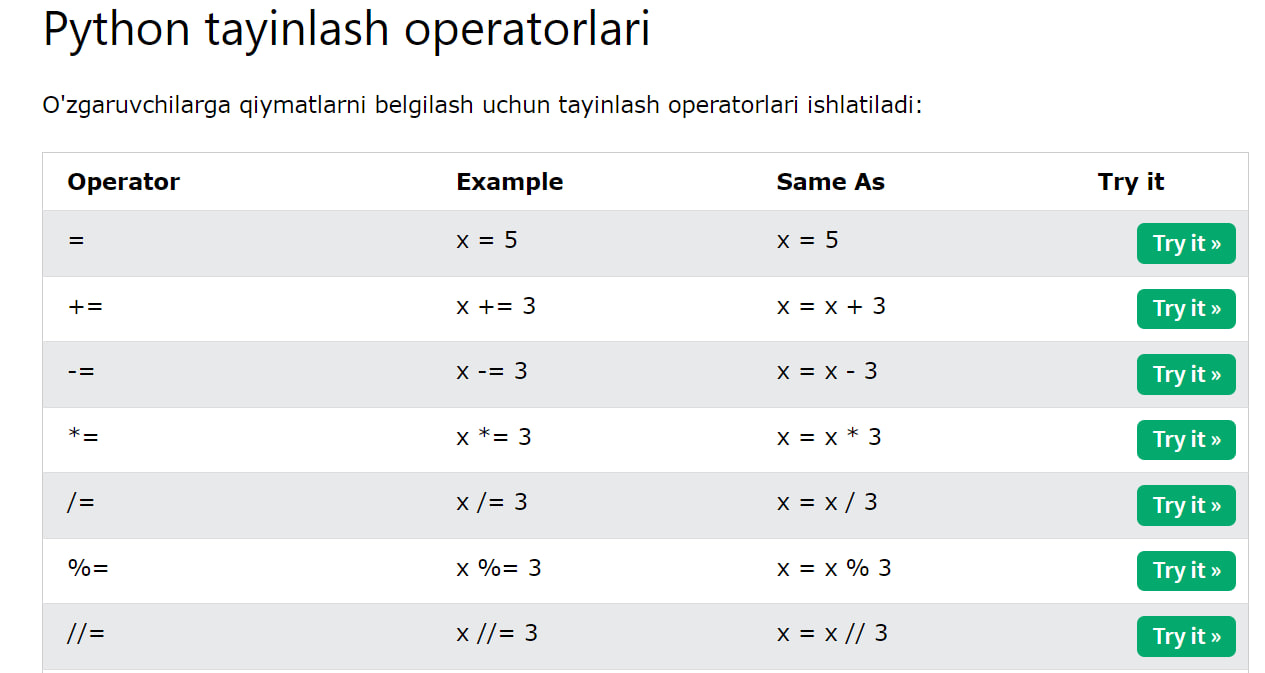 Python tayinlash operatorlari
O'zgaruvchilarga qiymatlarni belgilash uchun tayinlash operatorlari ishlatiladi:
Operator Example Same As Try it
= x = 5 x = 5 Try it »
+= x += 3 x = x + 3 Try it »
-= x -= 3 x = x - 3 Try it »
*= x *= 3 x = x * 3 Try it »
/= x /= 3 x = x / 3 Try it »
%= x %= 3 x = x % 3 Try it »
//= x //= 3 x = x // 3 Try it »